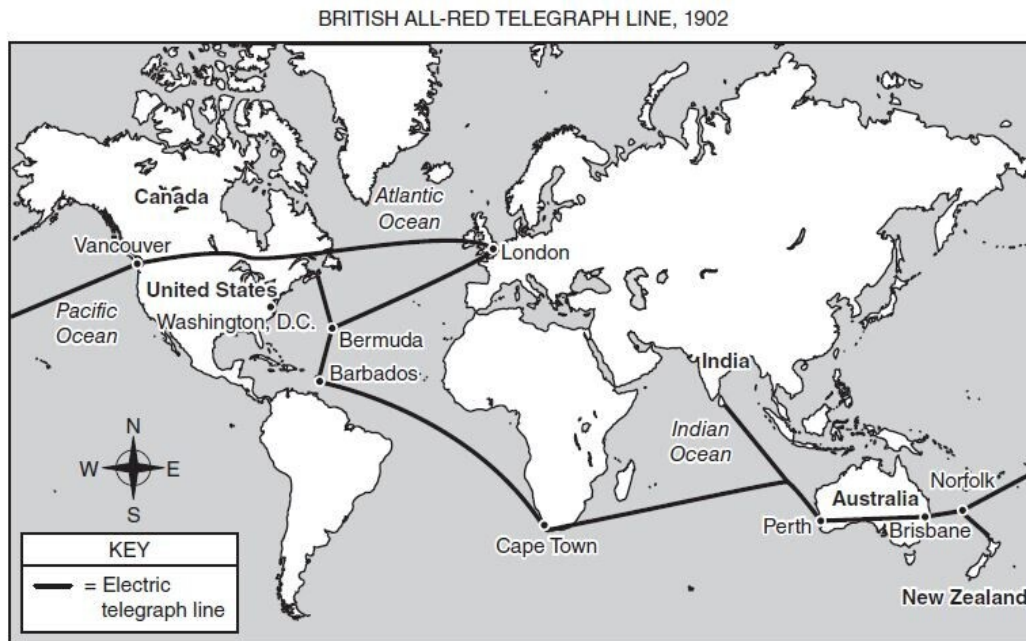 BRITISH ALL-RED TELEGRAPH LINE, 1902
Canada
Atlantic
Ocean
Vancouver
London
United States
Pacific
Ocean
Washington, D.C.
Bermuda
Barbados
India
Indian
Ocean
N
W
E
S
Norfolk
Australia
Perth
Brisbane
Cape Town
New Zealand
KEY
= Electric
telegraph line